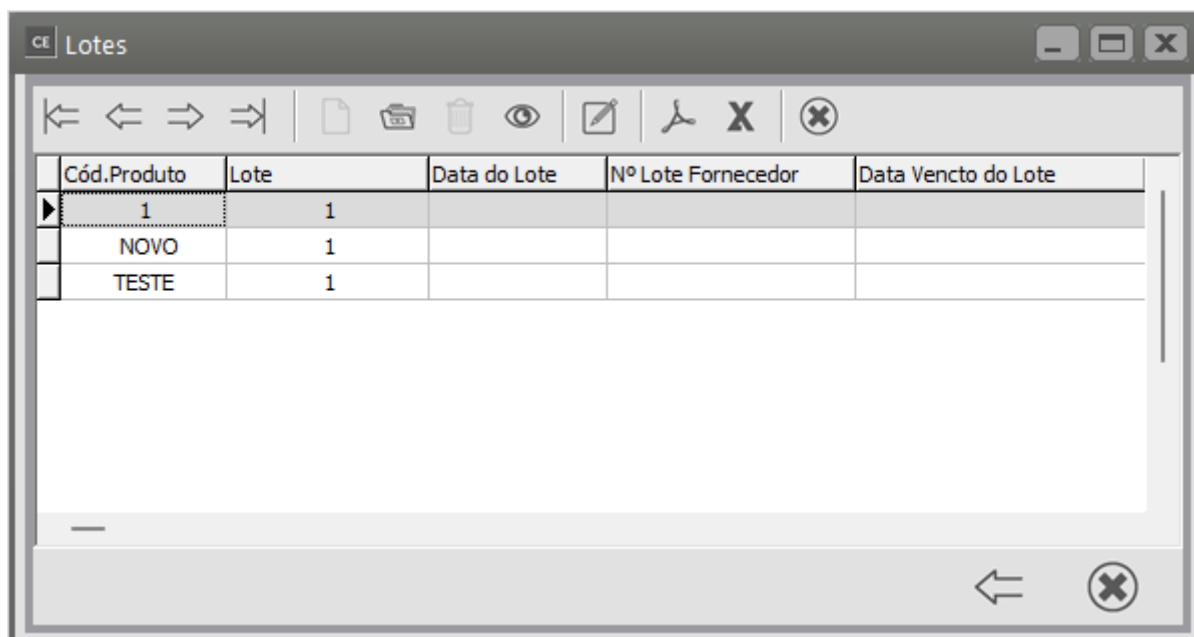 CE Lotes
Cód.Produto Lote Data do Lote Nº Lote Fornecedor Data Vencto do Lote
1 1
NOVO 1
TESTE 1